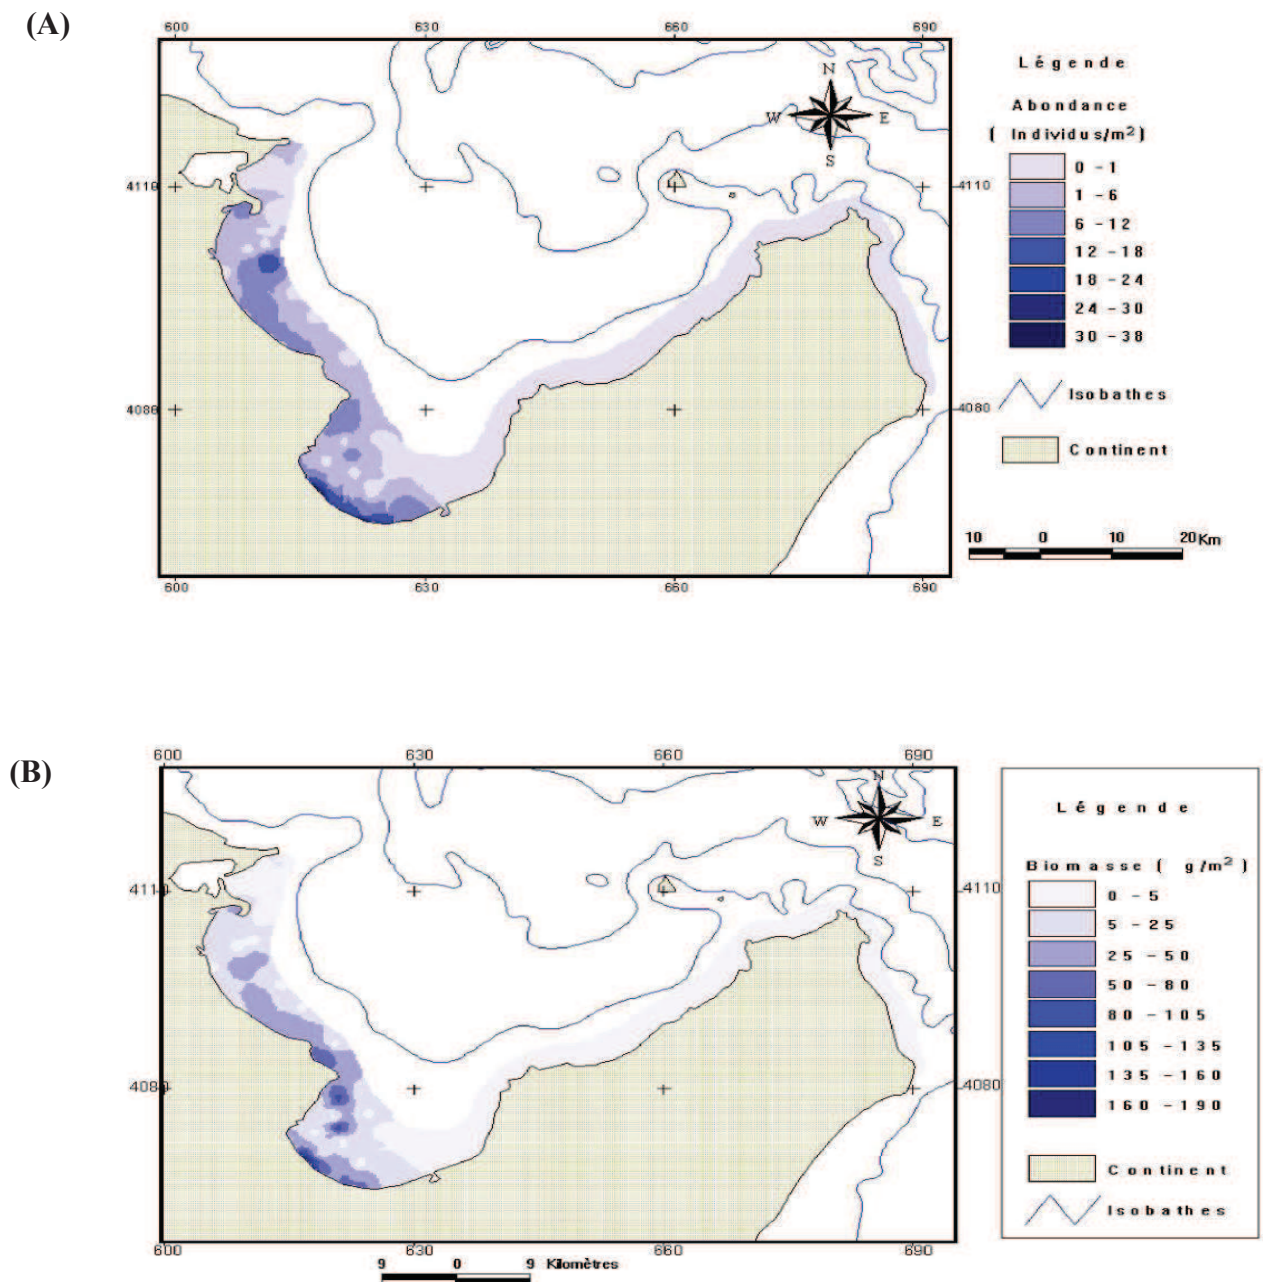 (A)
600 630 660 690
N
W E
S
4110 4110
4080 4080
600 630 660 690
Légende
Abondance
( Individus/m²)
0 - 1
1 - 6
6 - 12
12 - 18
18 - 24
24 - 30
30 - 38
Isobathes
Continent
10 0 10 20 Km
(B)
600 630 660 690
N
W E
S
4110 4110
4080 4080
600 630 660 690
9 0 9 Kilomètres
Légende
Biomasse ( g/m²)
0 - 5
5 - 25
25 - 50
50 - 80
80 - 105
105 - 135
135 - 160
160 - 190
Continent
Isobathes